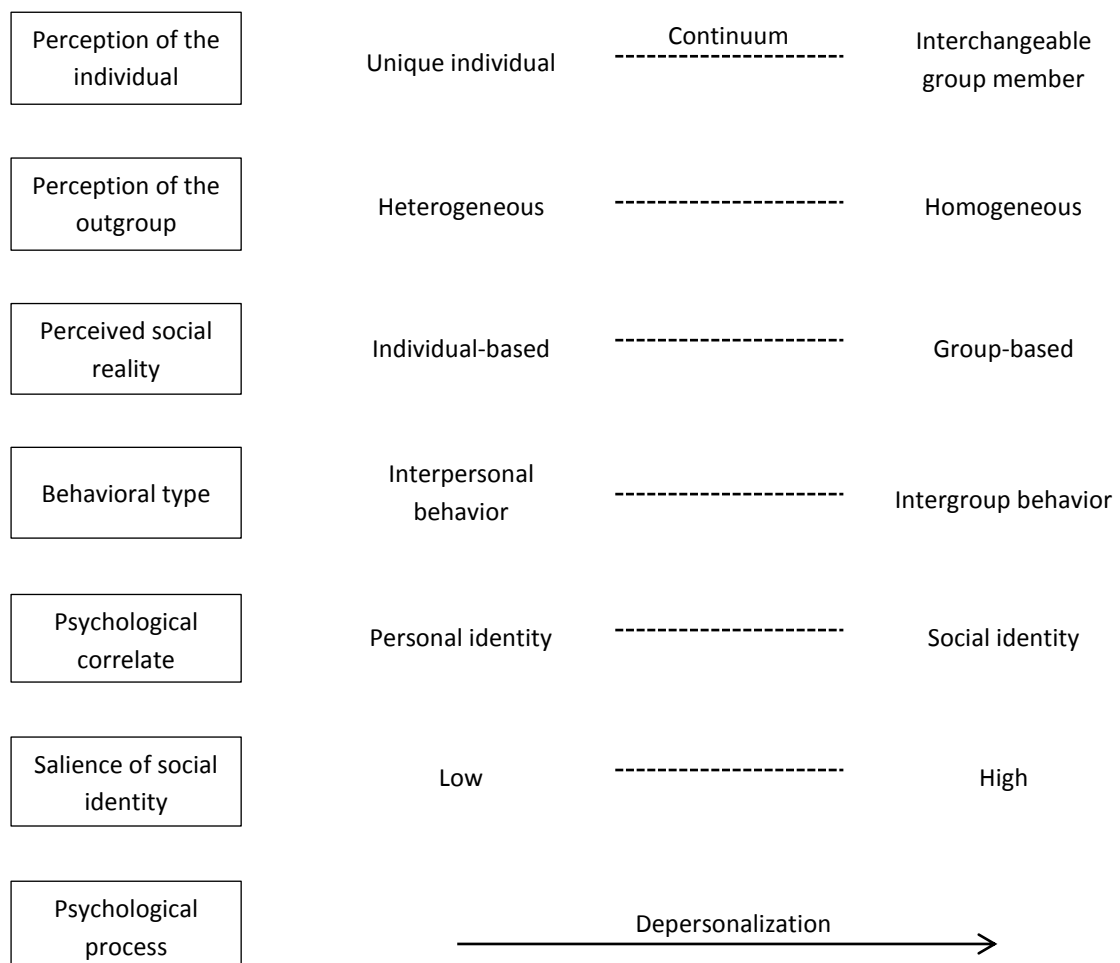 Perception of the
individual
Unique individual
Continuum
Interchangeable
group member
Perception of the
outgroup
Heterogeneous
Homogeneous
Perceived social
reality
Individual-based
Group-based
Behavioral type
Interpersonal
behavior
Intergroup behavior
Psychological
correlate
Personal identity
Social identity
Salience of social
identity
Low
High
Psychological
process
Depersonalization